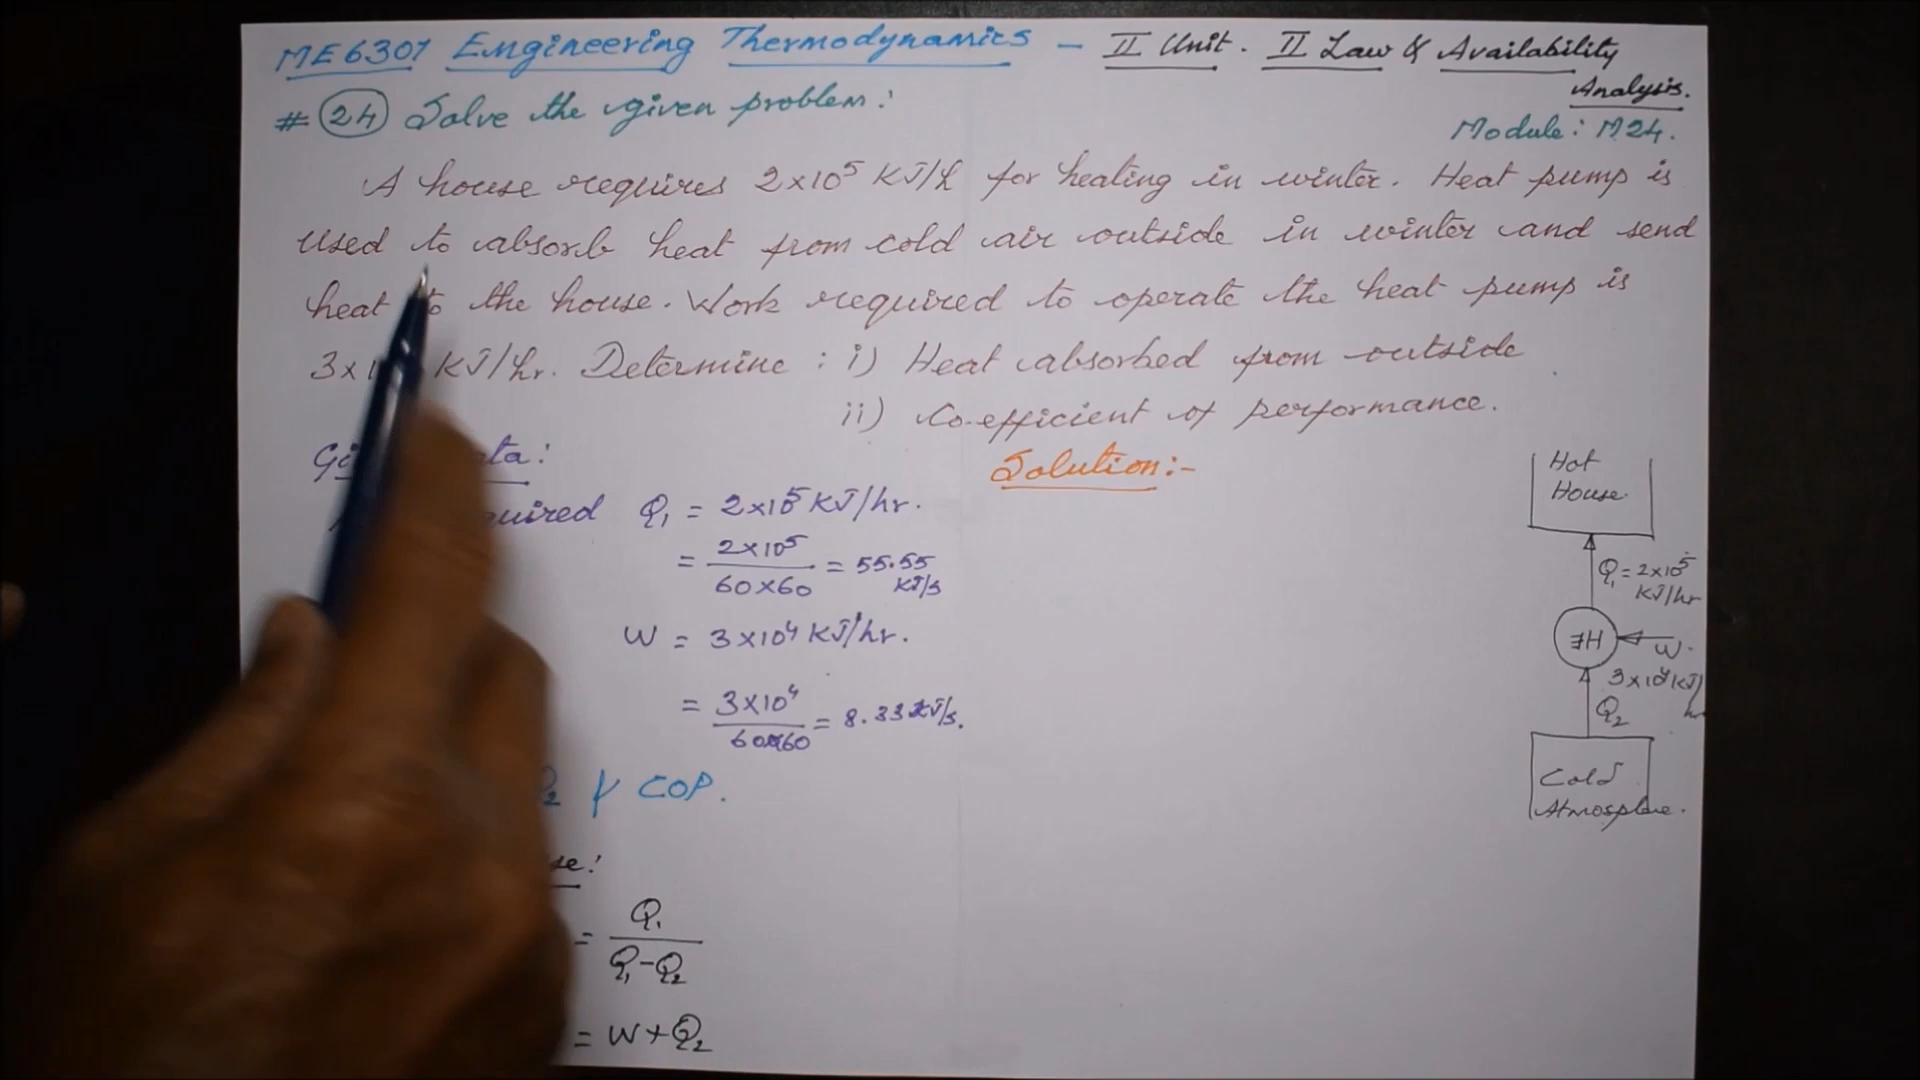 ME6301 Engineering Thermodynamics - II Unit. II Law & Availability Analysis.
# 24 Solve the given problem:
Module: M24.
A house requires 2×10⁵ KJ/h for heating in winter. Heat pump is
used to absorb heat from cold air outside in winter and send
heat to the house. Work required to operate the heat pump is
3×1 KJ/hr. Determine: i) Heat absorbed from outside
ii) Co-efficient of performance.
Solution:-
Q₁ = 2×10⁵ KJ/hr.
= 2×10⁵ / 60×60 = 55.55 KJ/s
W = 3×10⁴ KJ/hr.
= 3×10⁴ / 60×60 = 8.33 KJ/s.
COP.
= Q₁ / Q₁-Q₂
= W+Q₂
Hot
House
Q₁=2×10⁵
KJ/hr
W
3×10⁴ KJ/
hr
Q₂
Cold
Atmosphere.